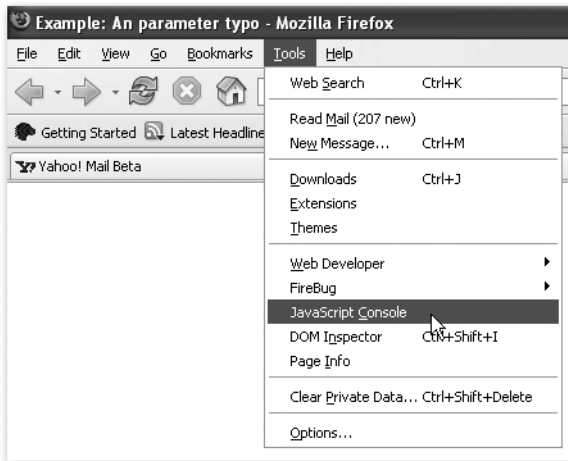 Example: An parameter typo - Mozilla Firefox
File Edit View Go Bookmarks Tools Help
Web Search Ctrl+K
Read Mail (207 new)
Getting Started Latest Headline
New Message... Ctrl+M
Yahoo! Mail Beta
Downloads Ctrl+J
Extensions
Themes
Web Developer
FireBug
JavaScript Console
DOM Inspector Ctrl+Shift+I
Page Info
Clear Private Data... Ctrl+Shift+Delete
Options...